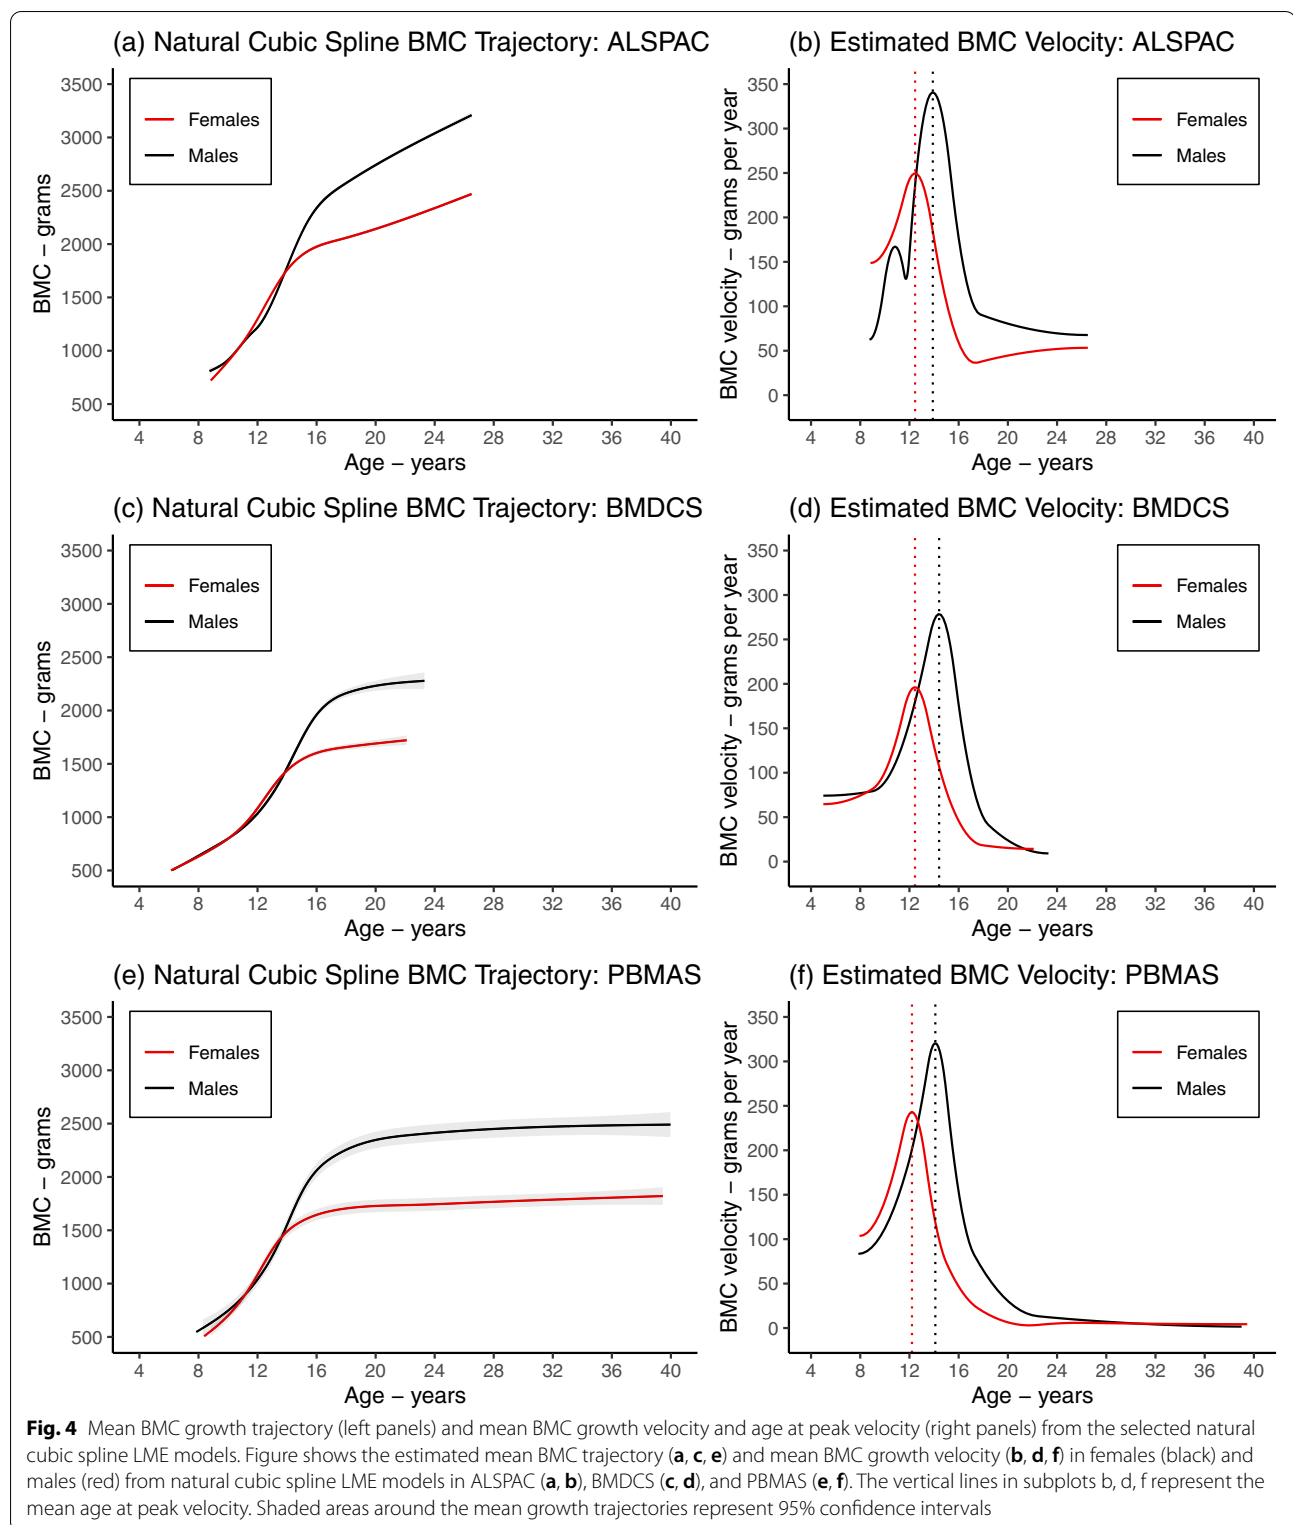 (a) Natural Cubic Spline BMC Trajectory: ALSPAC
3500
3000
2500
2000
1500
1000
500
BMC – grams
Females
Males
4 8 12 16 20 24 28 32 36 40
Age – years
(b) Estimated BMC Velocity: ALSPAC
350
300
250
200
150
100
50
0
BMC velocity – grams per year
Females
Males
4 8 12 16 20 24 28 32 36 40
Age – years
(c) Natural Cubic Spline BMC Trajectory: BMDCS
3500
3000
2500
2000
1500
1000
500
BMC – grams
Females
Males
4 8 12 16 20 24 28 32 36 40
Age – years
(d) Estimated BMC Velocity: BMDCS
350
300
250
200
150
100
50
0
BMC velocity – grams per year
Females
Males
4 8 12 16 20 24 28 32 36 40
Age – years
(e) Natural Cubic Spline BMC Trajectory: PBMAS
3500
3000
2500
2000
1500
1000
500
BMC – grams
Females
Males
4 8 12 16 20 24 28 32 36 40
Age – years
(f) Estimated BMC Velocity: PBMAS
350
300
250
200
150
100
50
0
BMC velocity – grams per year
Females
Males
4 8 12 16 20 24 28 32 36 40
Age – years
Fig. 4 Mean BMC growth trajectory (left panels) and mean BMC growth velocity and age at peak velocity (right panels) from the selected natural
cubic spline LME models. Figure shows the estimated mean BMC trajectory (a, c, e) and mean BMC growth velocity (b, d, f) in females (black) and
males (red) from natural cubic spline LME models in ALSPAC (a, b), BMDCS (c, d), and PBMAS (e, f). The vertical lines in subplots b, d, f represent the
mean age at peak velocity. Shaded areas around the mean growth trajectories represent 95% confidence intervals